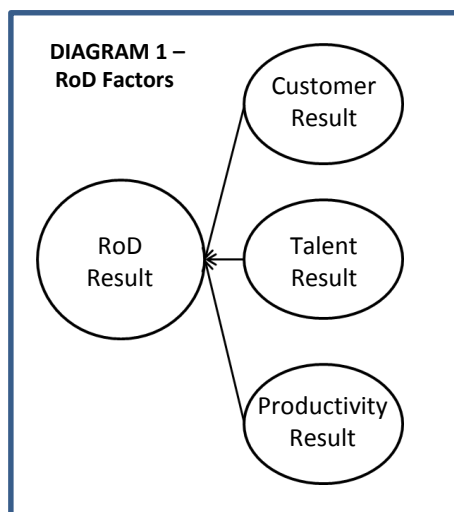 DIAGRAM 1 –
RoD Factors
Customer
Result
RoD
Result
Talent
Result
Productivity
Result